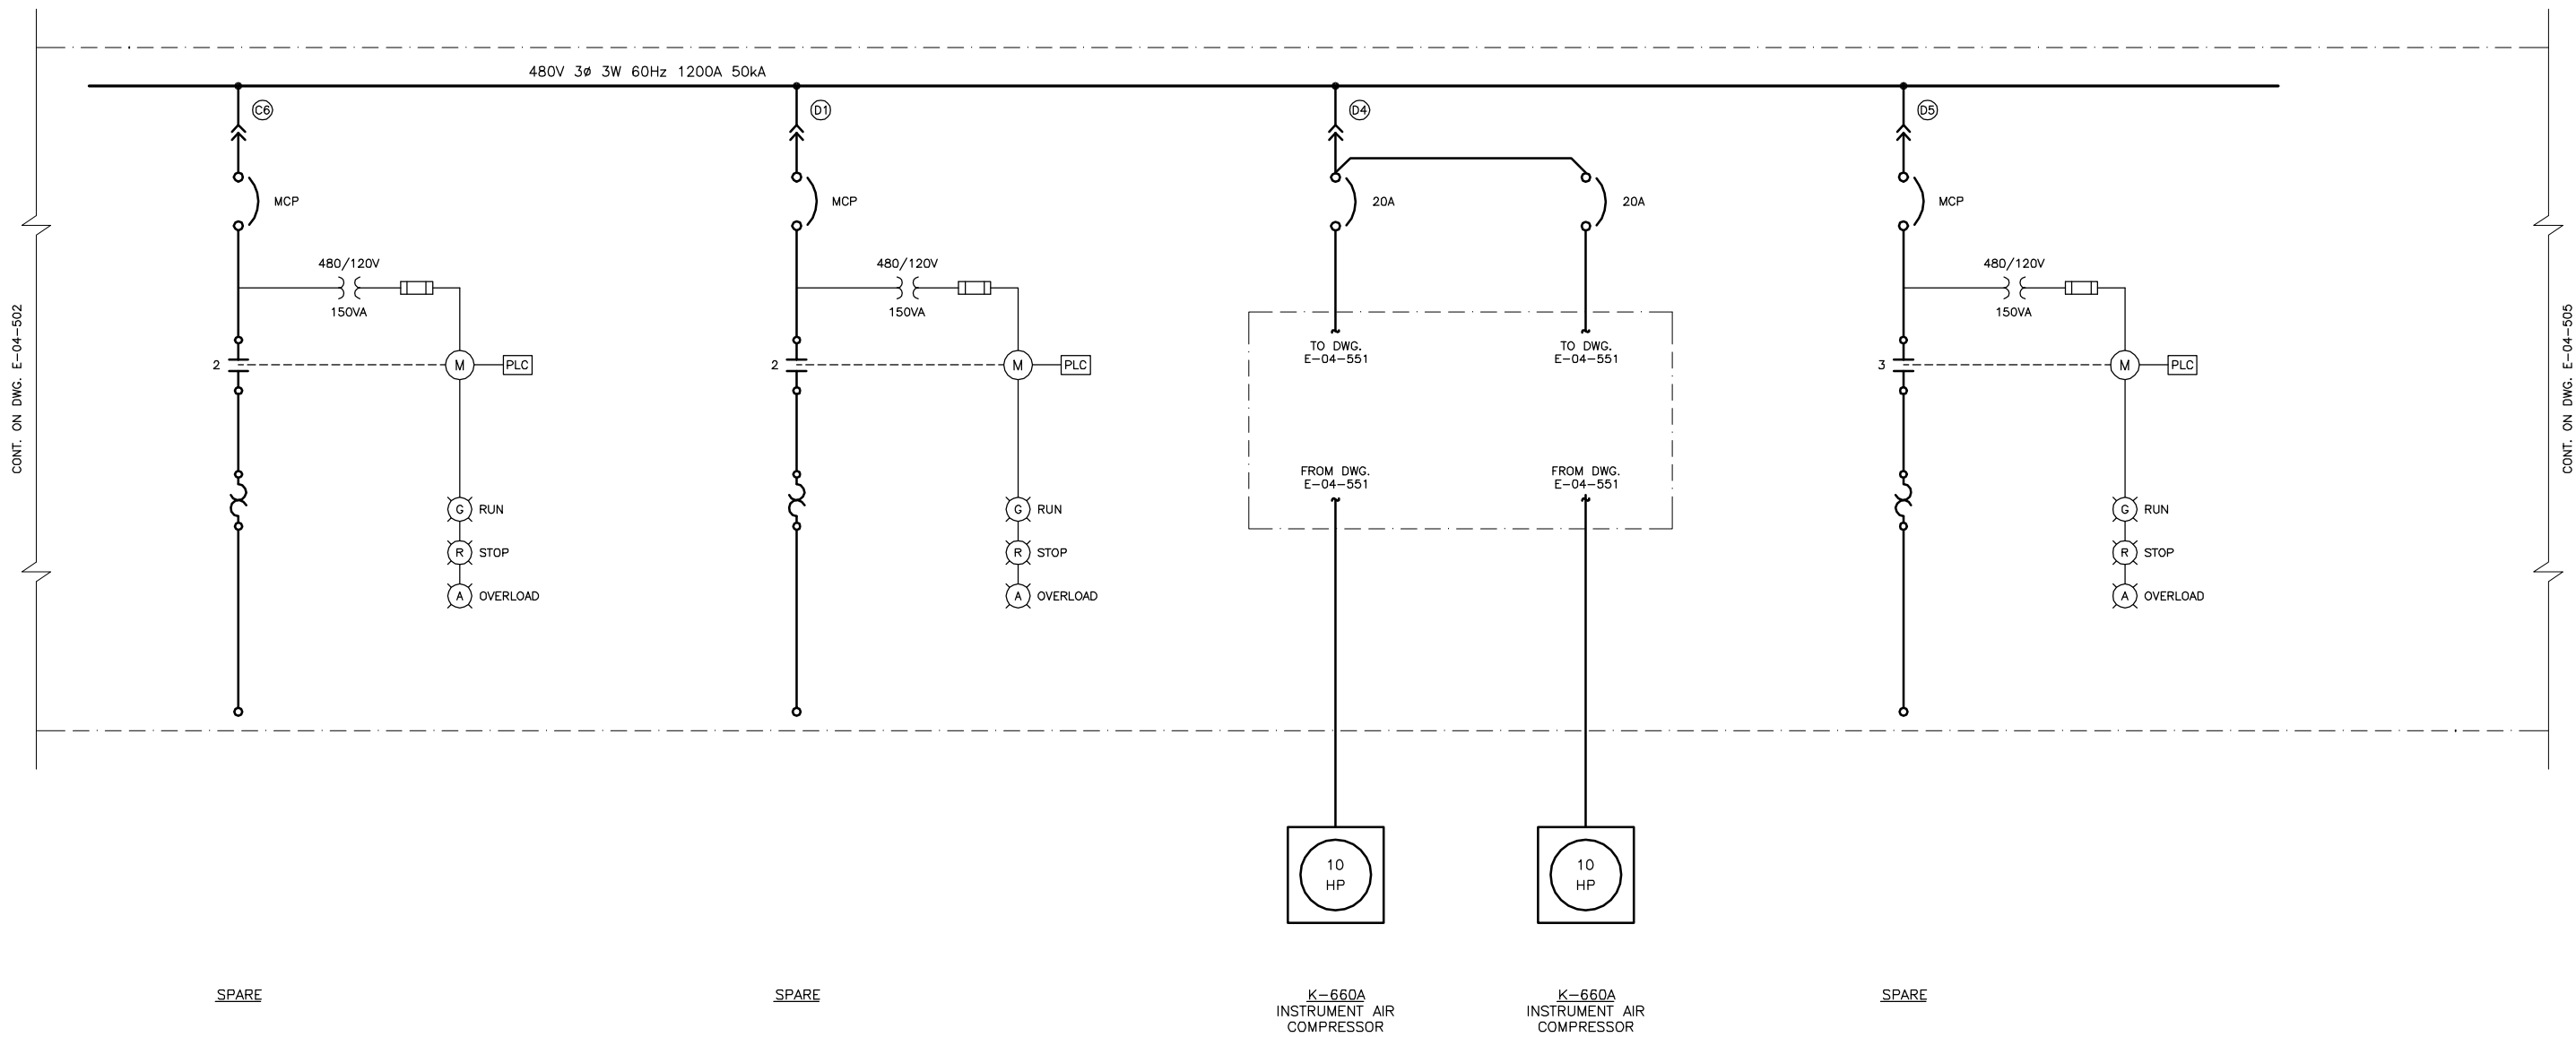 480V 3ø 3W 60Hz 1200A 50kA
C6
D1
D4
D5
MCP
MCP
20A
20A
MCP
480/120V
150VA
480/120V
150VA
480/120V
150VA
CONT. ON DWG. E-04-502
CONT. ON DWG. E-04-505
2
M
PLC
2
M
PLC
TO DWG.
E-04-551
TO DWG.
E-04-551
3
M
PLC
FROM DWG.
E-04-551
FROM DWG.
E-04-551
G RUN
R STOP
A OVERLOAD
G RUN
R STOP
A OVERLOAD
G RUN
R STOP
A OVERLOAD
10
HP
10
HP
SPARE
SPARE
K-660A
INSTRUMENT AIR
COMPRESSOR
K-660A
INSTRUMENT AIR
COMPRESSOR
SPARE